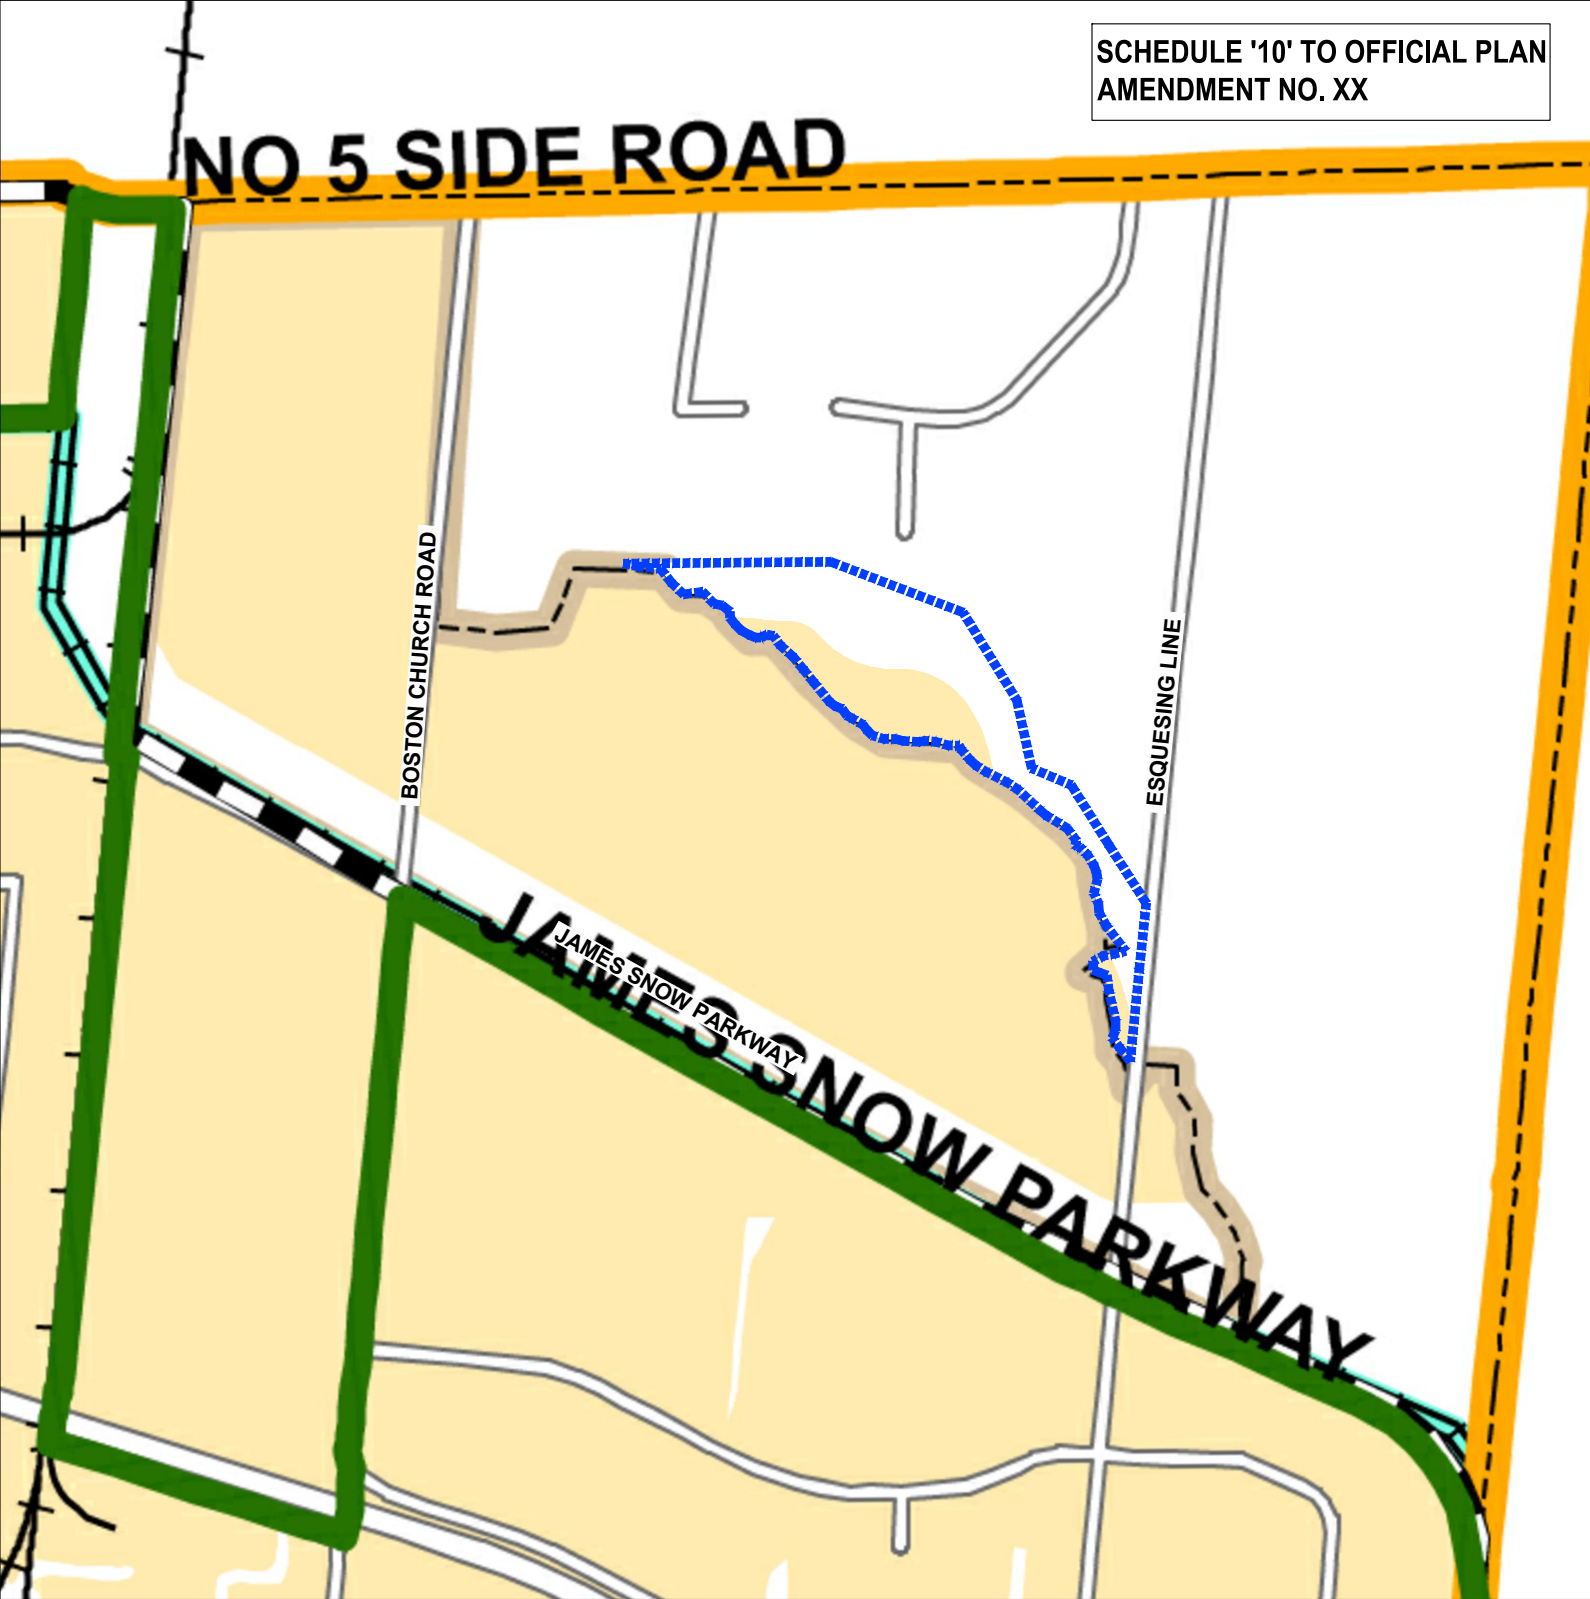 SCHEDULE '10' TO OFFICIAL PLAN
AMENDMENT NO. XX
NO 5 SIDE ROAD
BOSTON CHURCH ROAD
ESQUESING LINE
JAMES SNOW PARKWAY
JAMES SNOW PARKWAY